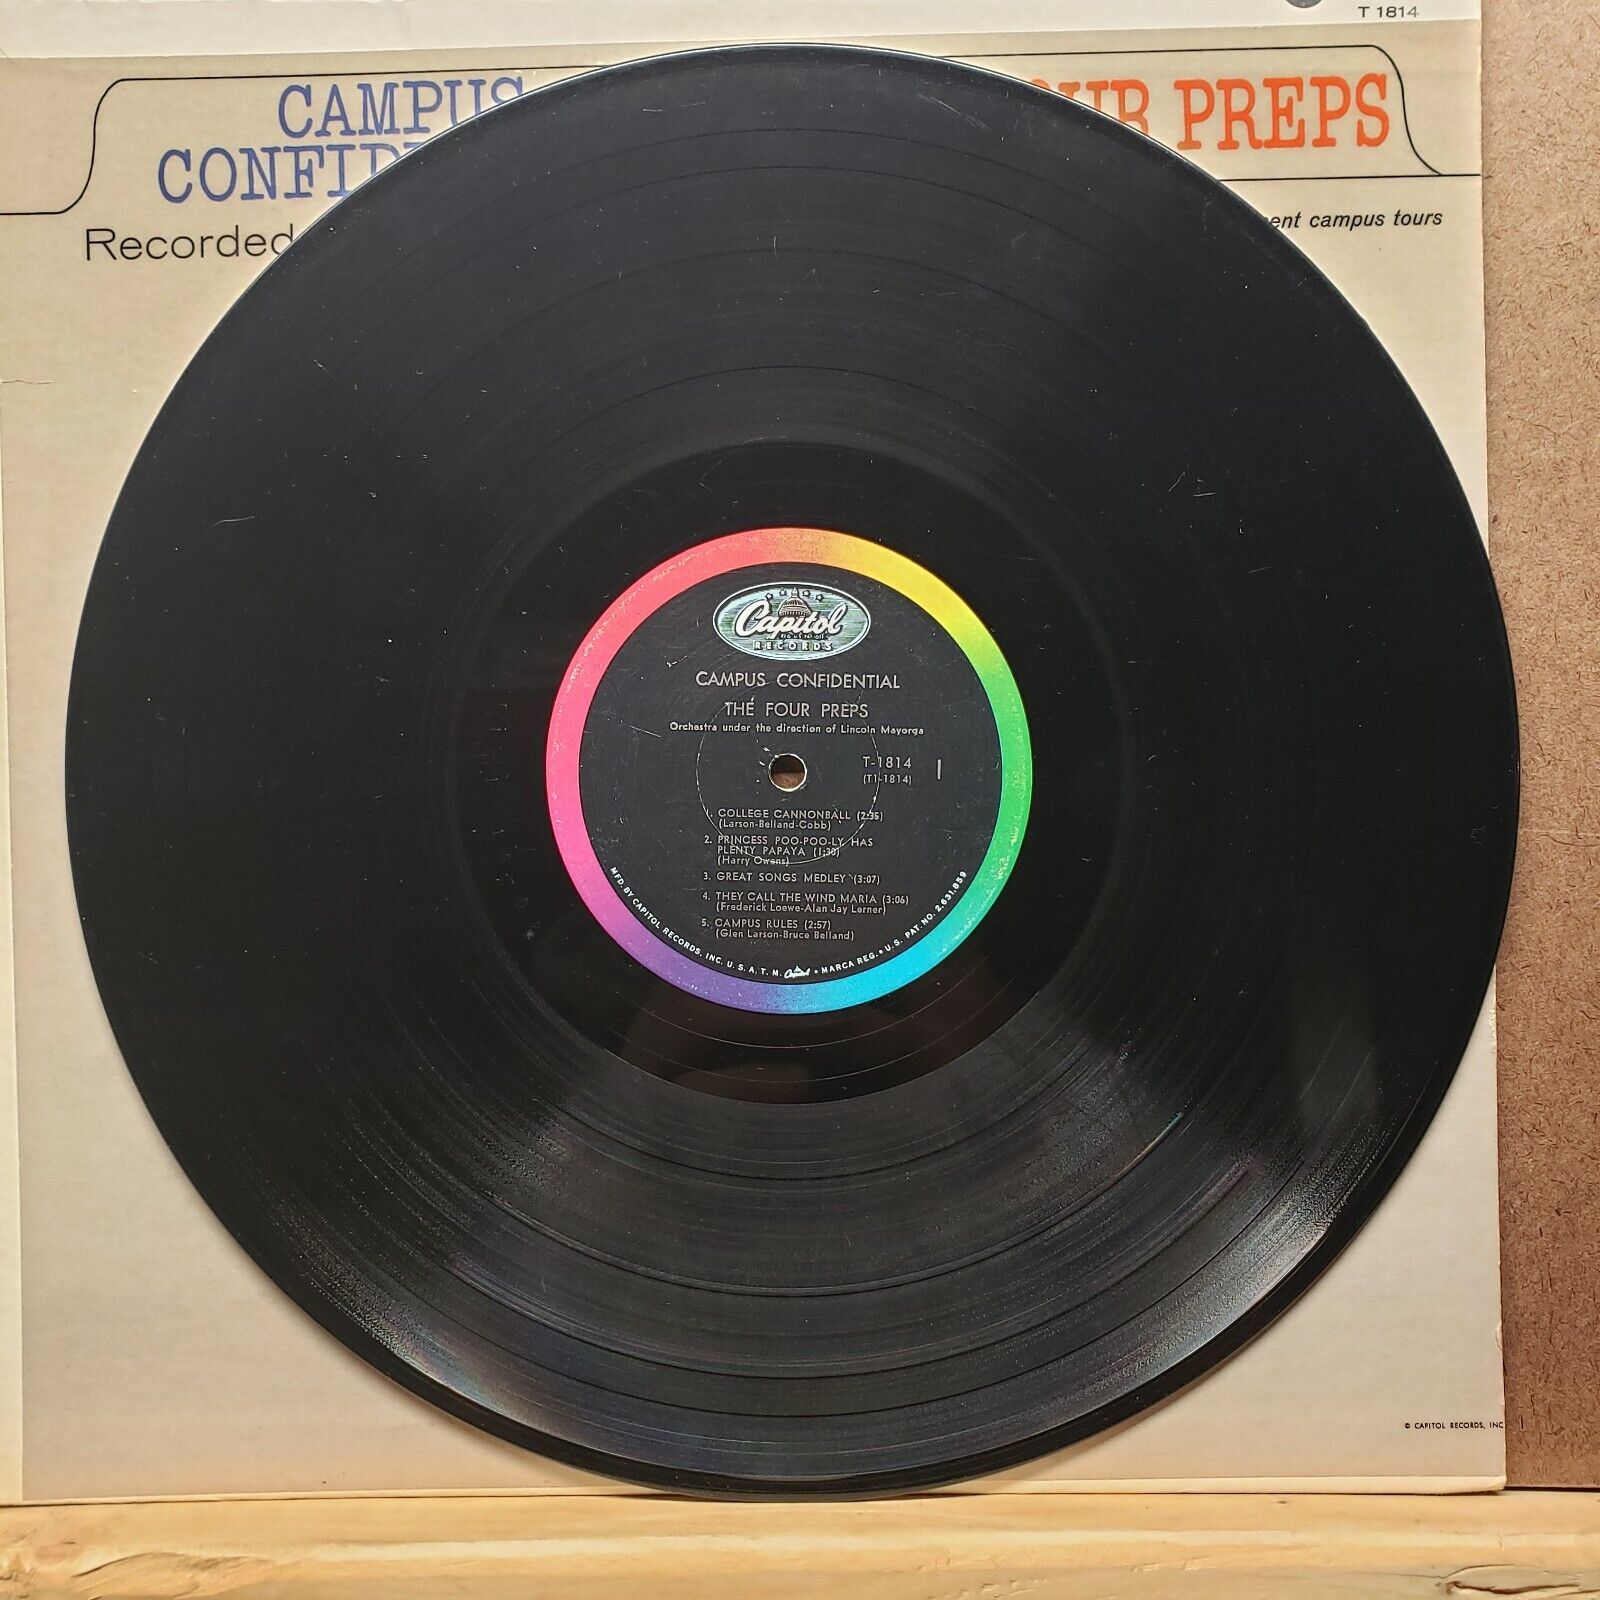 T 1814
CAMPUS
CONFID
OUR PREPS
Recorded
ent campus tours
Capitol
RECORDS
CAMPUS CONFIDENTIAL
THE FOUR PREPS
Orchestra under the direction of Lincoln Mayorga
T-1814
(T1-1814)
1
1. COLLEGE CANNONBALL (2:35)
(Larson-Belland-Cobb)
2. PRINCESS POO-POO-LY HAS
PLENTY PAPAYA (1:30)
(Harry Owens)
3. GREAT SONGS MEDLEY (3:07)
4. THEY CALL THE WIND MARIA (3:06)
(Frederick Loewe-Alan Jay Lerner)
5. CAMPUS RULES (2:57)
(Glen Larson-Bruce Belland)
MFD. BY CAPITOL RECORDS, INC. U. S. A. T. M. Capitol • MARCA REG. • U. S. PAT. NO. 2,631,859
© CAPITOL RECORDS, INC